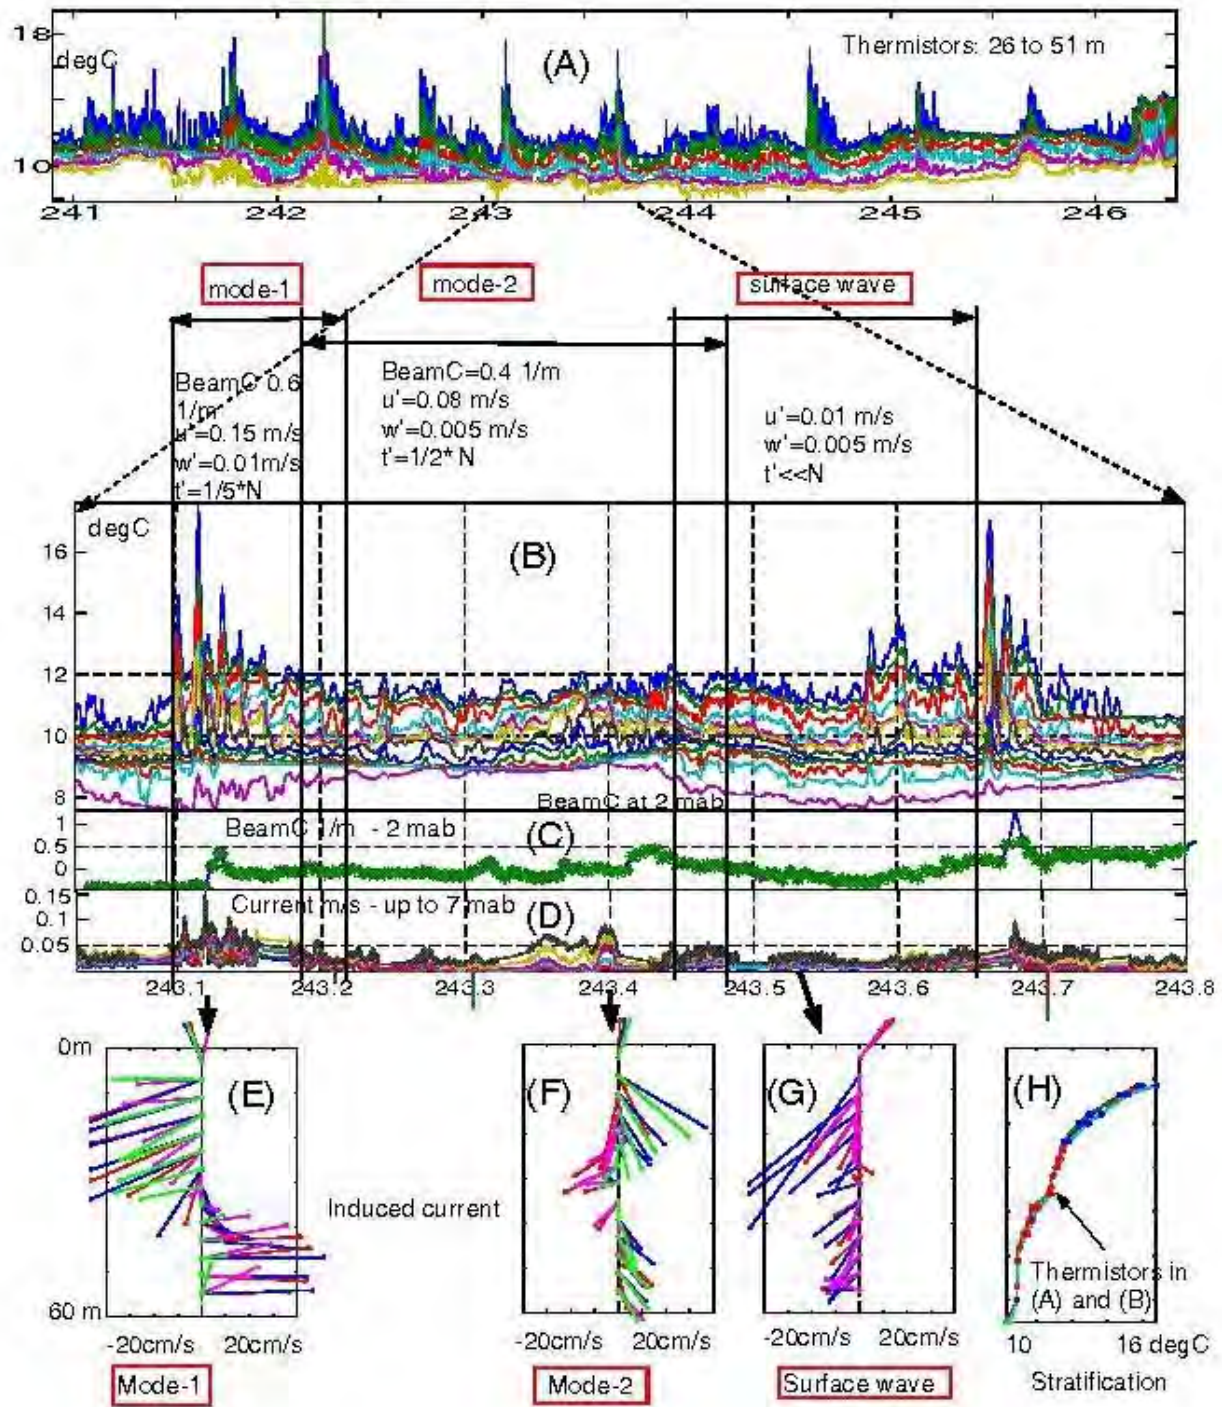 18
degC
(A)
Thermistors: 26 to 51 m
10
241 242 243 244 245 246
mode-1 mode-2 surface wave
BeamC 0.6
1/m
u'=0.15 m/s
w'=0.01m/s
t'=1/5*N
BeamC=0.4 1/m
u'=0.08 m/s
w'=0.005 m/s
t'=1/2* N
u'=0.01 m/s
w'=0.005 m/s
t'<<N
degC
(B)
16
14
12
10
8
BeamC at 2 mab
1
BeamC 1/m - 2 mab
(C)
0.5
0
0.15
Current m/s - up to 7 mab
(D)
0.1
0.05
243.1 243.2 243.3 243.4 243.5 243.6 243.7 243.8
0m
(E)
(F)
(G)
(H)
Induced current
Thermistors in
(A) and (B)
60 m
-20cm/s 20cm/s
-20cm/s 20cm/s
-20cm/s 20cm/s
10 16 degC
Mode-1
Mode-2
Surface wave
Stratification